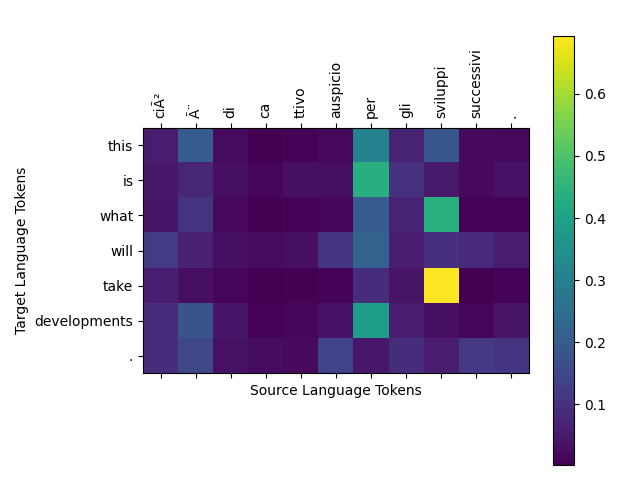 ciÃ² Ã¨ di ca ttivo auspicio per gli sviluppi successivi .
this
is
what
will
take
developments
.
Target Language Tokens
Source Language Tokens
0.6
0.5
0.4
0.3
0.2
0.1